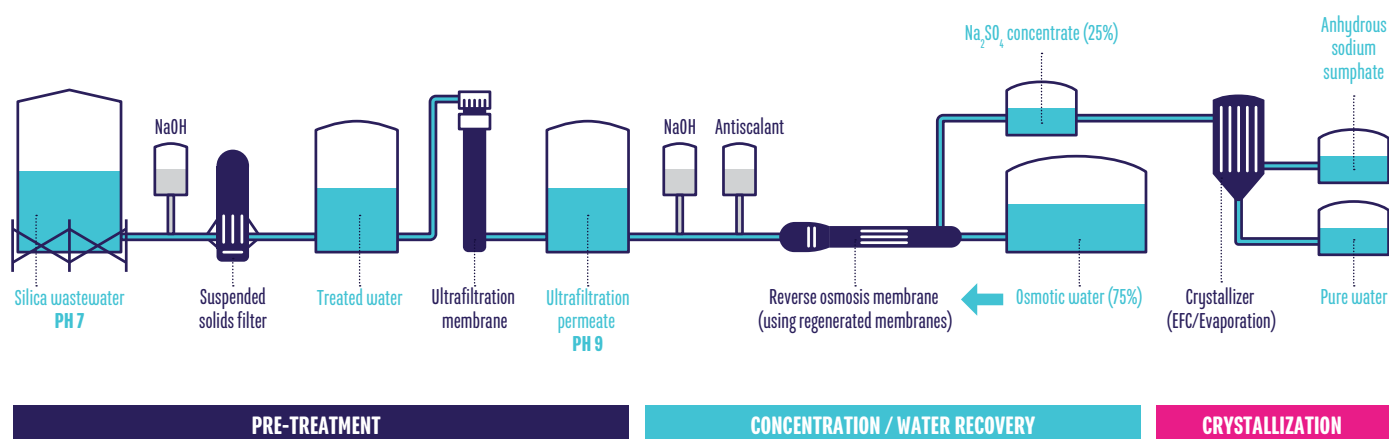 Na₂SO₄ concentrate (25%)
Anhydrous
sodium
sumphate
NaOH
NaOH
Antiscalant
Silica wastewater
PH 7
Suspended
solids filter
Treated water
Ultrafiltration
membrane
Ultrafiltration
permeate
PH 9
Reverse osmosis membrane
(using regenerated membranes)
Osmotic water (75%)
Crystallizer
(EFC/Evaporation)
Pure water
PRE-TREATMENT
CONCENTRATION / WATER RECOVERY
CRYSTALLIZATION